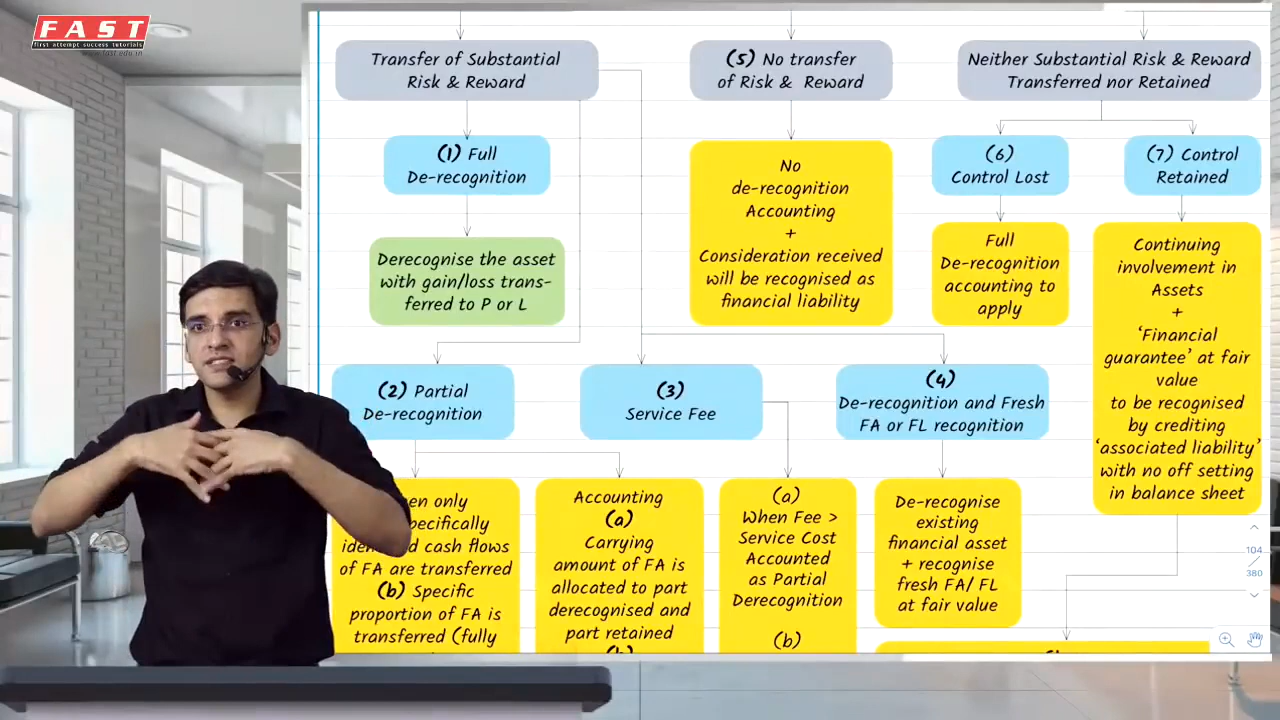 FAST
first attempt success tutorials
www.fast.edu.in
Transfer of Substantial
Risk & Reward
(5) No transfer
of Risk & Reward
Neither Substantial Risk & Reward
Transferred nor Retained
(1) Full
De-recognition
No
de-recognition
Accounting
+
Consideration received
will be recognised as
financial liability
(6)
Control Lost
(7) Control
Retained
Derecognise the asset
with gain/loss trans-
ferred to P or L
Full
De-recognition
accounting to
apply
Continuing
involvement in
Assets
+
‘Financial
guarantee’ at fair
value
to be recognised
by crediting
‘associated liability’
with no off setting
in balance sheet
(2) Partial
De-recognition
(3)
Service Fee
(4)
De-recognition and Fresh
FA or FL recognition
only
cash flows
of FA are transferred
(b) Specific
proportion of FA is
transferred (fully
Accounting
(a)
Carrying
amount of FA is
allocated to part
derecognised and
part retained
(a)
When Fee >
Service Cost
Accounted
as Partial
Derecognition
(b)
De-recognise
existing
financial asset
+ recognise
fresh FA/ FL
at fair value
104
380